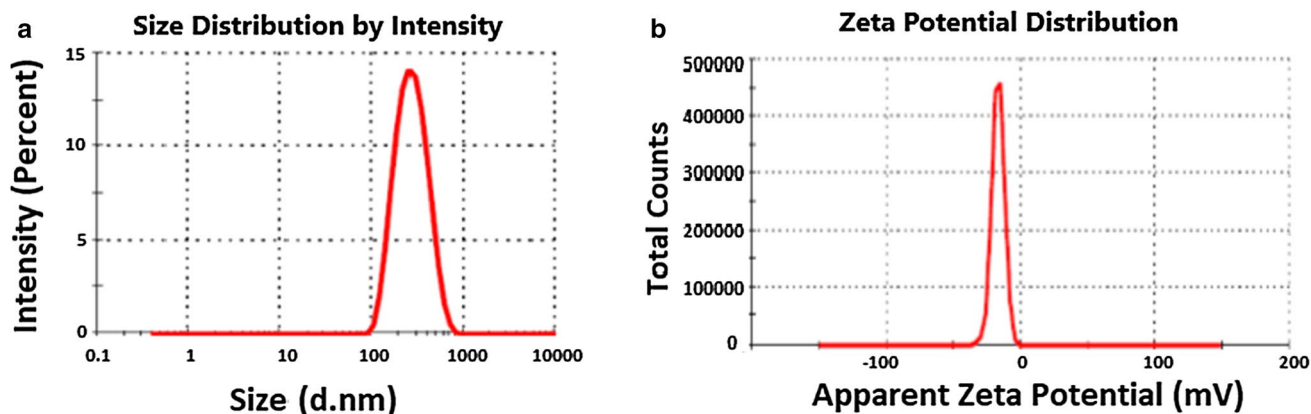 a
Size Distribution by Intensity
Intensity (Percent)
15
10
5
0
0.1 1 10 100 1000 10000
Size (d.nm)
b
Zeta Potential Distribution
Total Counts
500000
400000
300000
200000
100000
0
-100 0 100 200
Apparent Zeta Potential (mV)